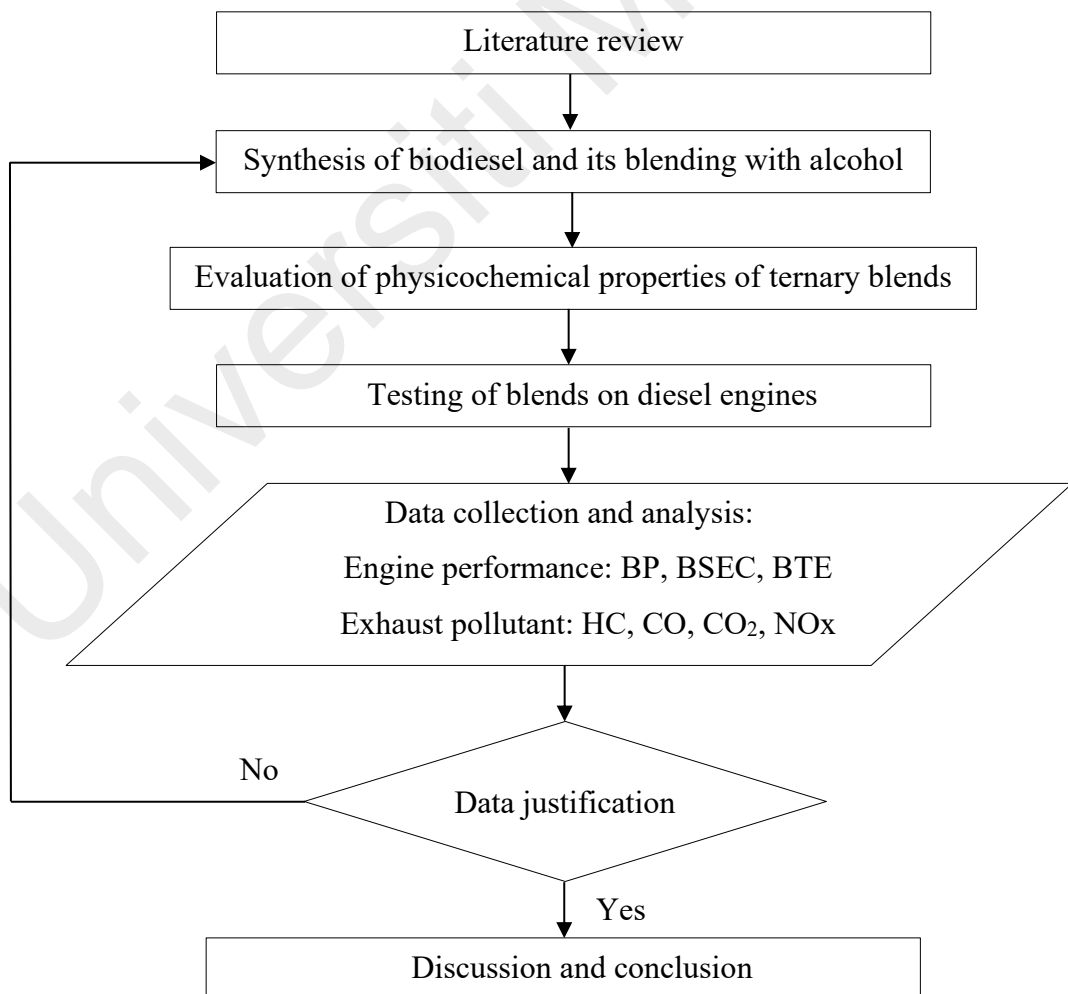 Literature review
Synthesis of biodiesel and its blending with alcohol
Evaluation of physicochemical properties of ternary blends
Testing of blends on diesel engines
Data collection and analysis:
Engine performance: BP, BSEC, BTE
Exhaust pollutant: HC, CO, CO₂, NOx
No
Data justification
Yes
Discussion and conclusion
Universiti M